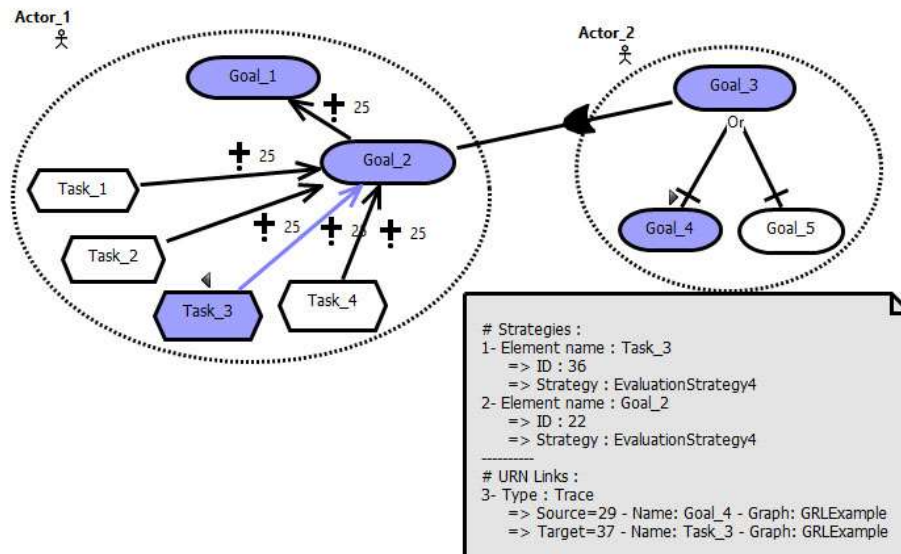 Actor_1
Actor_2
Goal_1
Goal_3
25
Or
25
Goal_2
Task_1
25
25
25
Goal_4
Goal_5
Task_2
Task_3
Task_4
# Strategies :
1- Element name : Task_3
=> ID : 36
=> Strategy : EvaluationStrategy4
2- Element name : Goal_2
=> ID : 22
=> Strategy : EvaluationStrategy4
----------
# URN Links :
3- Type : Trace
=> Source=29 - Name: Goal_4 - Graph: GRLExample
=> Target=37 - Name: Task_3 - Graph: GRLExample